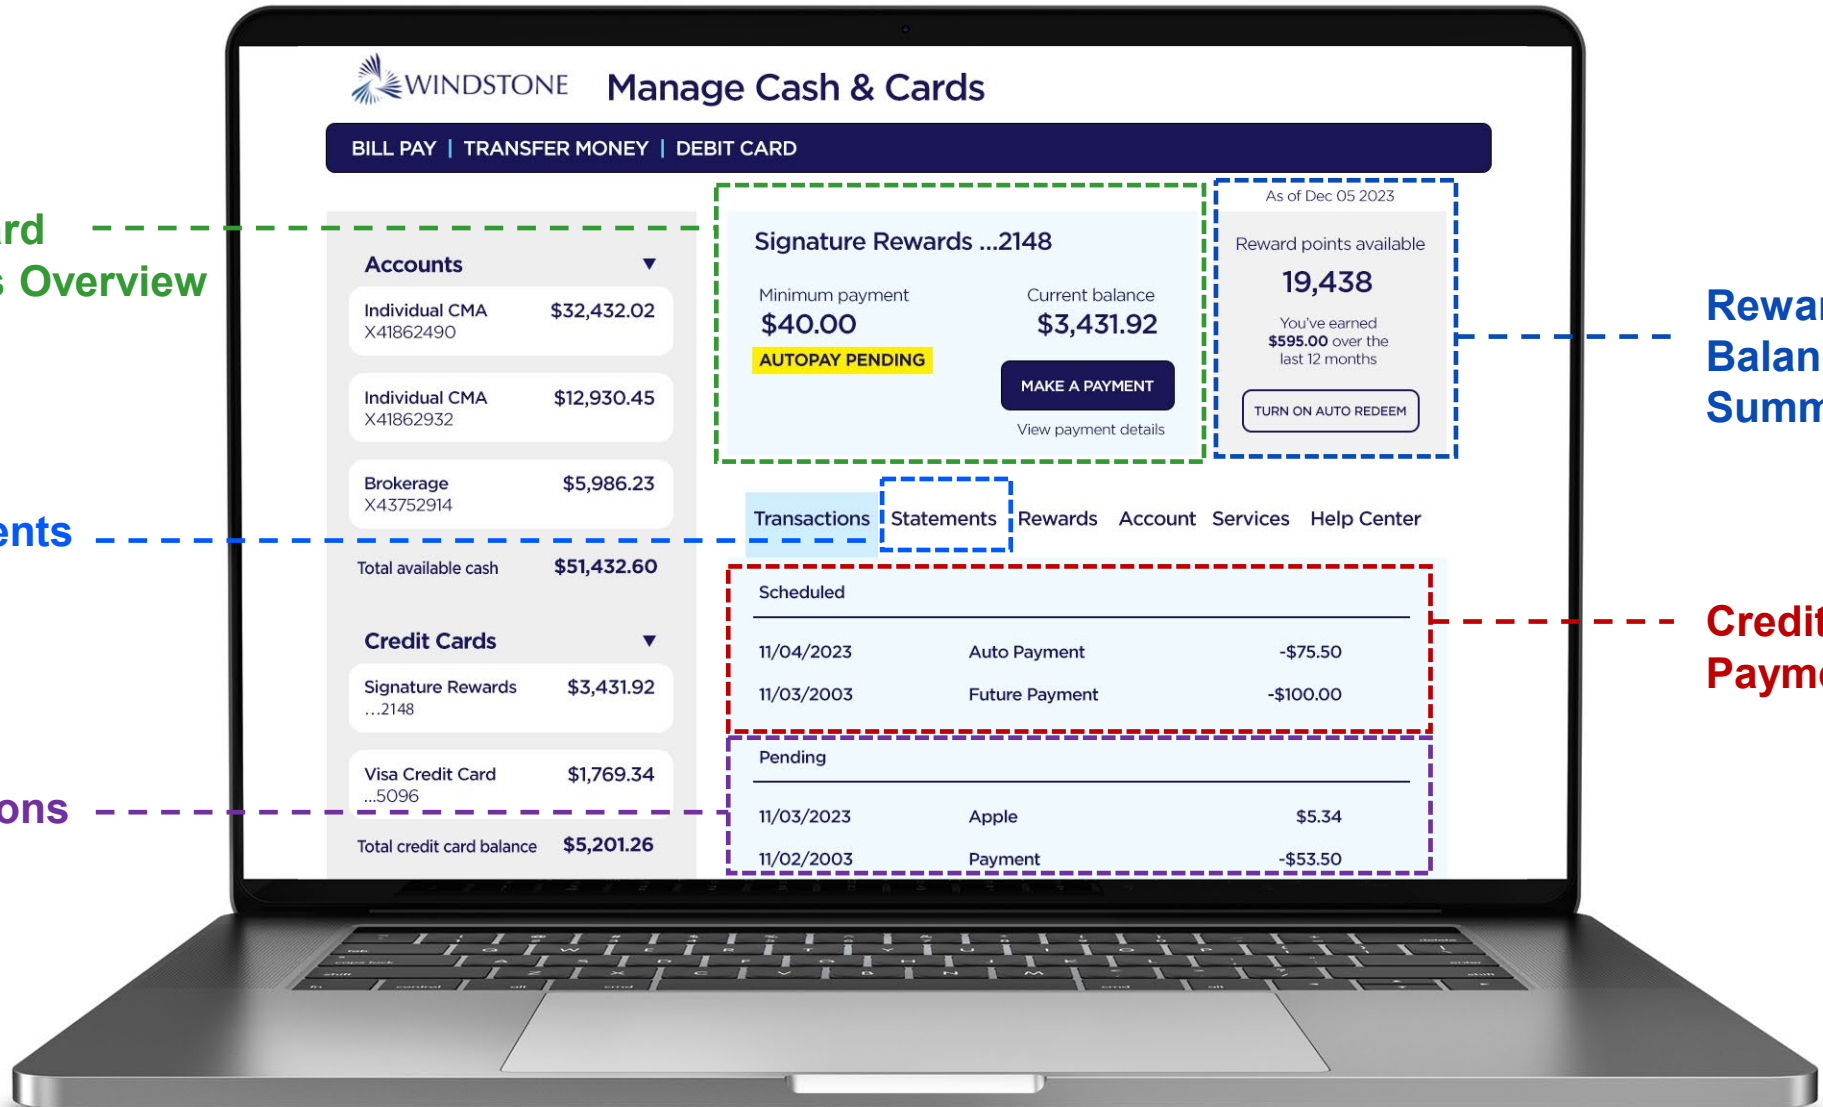 WINDSTONE Manage Cash & Cards
BILL PAY | TRANSFER MONEY | DEBIT CARD
s Overview
Accounts ▼
Individual CMA $32,432.02
X41862490
Individual CMA $12,930.45
X41862932
Brokerage $5,986.23
X43752914
Total available cash $51,432.60
Credit Cards ▼
Signature Rewards $3,431.92
...2148
Visa Credit Card $1,769.34
...5096
Total credit card balance $5,201.26
Signature Rewards ...2148
Minimum payment Current balance
$40.00 $3,431.92
AUTOPAY PENDING
MAKE A PAYMENT
View payment details
As of Dec 05 2023
Reward points available
19,438
You've earned
$595.00 over the
last 12 months
TURN ON AUTO REDEEM
Transactions Statements Rewards Account Services Help Center
Scheduled
11/04/2023 Auto Payment -$75.50
11/03/2003 Future Payment -$100.00
Pending
11/03/2023 Apple $5.34
11/02/2003 Payment -$53.50
Rewar
Balan
Summ
Credit
Payme